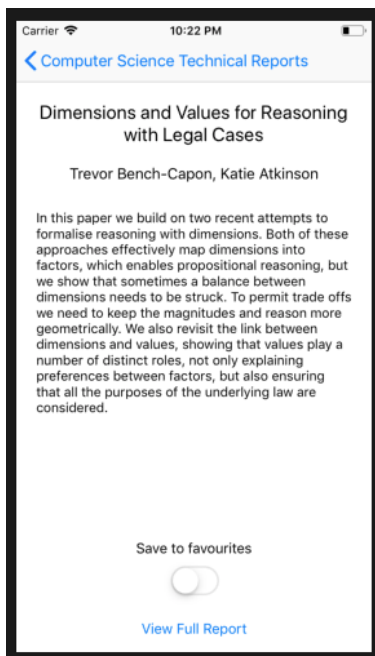 Carrier 10:22 PM
Computer Science Technical Reports
Dimensions and Values for Reasoning
with Legal Cases
Trevor Bench-Capon, Katie Atkinson
In this paper we build on two recent attempts to
formalise reasoning with dimensions. Both of these
approaches effectively map dimensions into
factors, which enables propositional reasoning, but
we show that sometimes a balance between
dimensions needs to be struck. To permit trade offs
we need to keep the magnitudes and reason more
geometrically. We also revisit the link between
dimensions and values, showing that values play a
number of distinct roles, not only explaining
preferences between factors, but also ensuring
that all the purposes of the underlying law are
considered.
Save to favourites
View Full Report